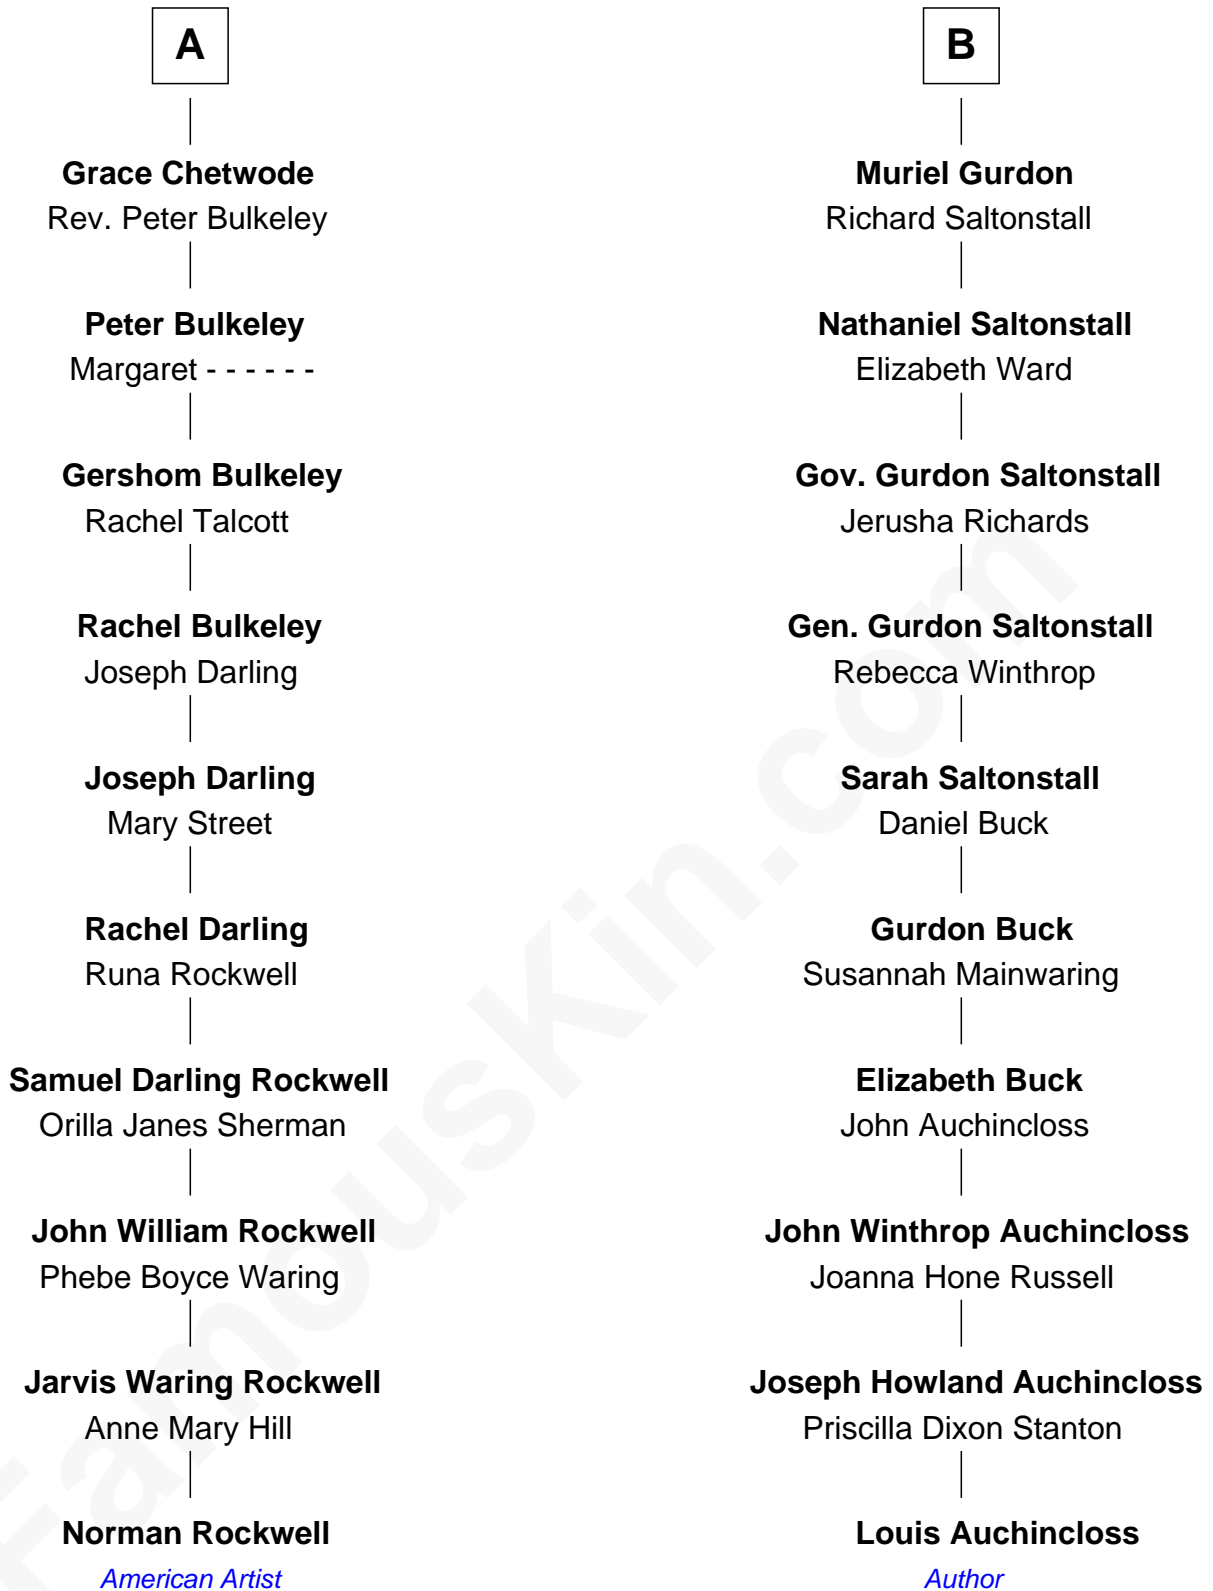 A
Grace Chetwode
Rev. Peter Bulkeley
Peter Bulkeley
Margaret - - - - - -
Gershom Bulkeley
Rachel Talcott
Rachel Bulkeley
Joseph Darling
Joseph Darling
Mary Street
Rachel Darling
Runa Rockwell
Samuel Darling Rockwell
Orilla Janes Sherman
John William Rockwell
Phebe Boyce Waring
Jarvis Waring Rockwell
Anne Mary Hill
Norman Rockwell
American Artist
B
Muriel Gurdon
Richard Saltonstall
Nathaniel Saltonstall
Elizabeth Ward
Gov. Gurdon Saltonstall
Jerusha Richards
Gen. Gurdon Saltonstall
Rebecca Winthrop
Sarah Saltonstall
Daniel Buck
Gurdon Buck
Susannah Mainwaring
Elizabeth Buck
John Auchincloss
John Winthrop Auchincloss
Joanna Hone Russell
Joseph Howland Auchincloss
Priscilla Dixon Stanton
Louis Auchincloss
Author
FamousKin.com